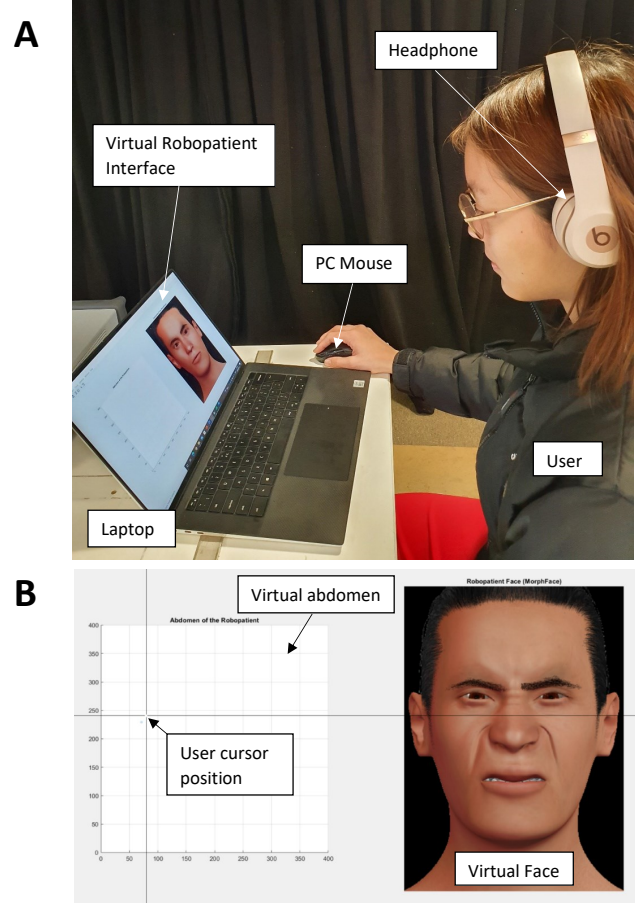 A
Headphone
Virtual Robopatient
Interface
PC Mouse
User
Laptop
B
Robopatient Face (MorphFace)
Virtual abdomen
Abdomen of the Robopatient
400
350
300
250
200
150
100
50
0
User cursor
position
0 50 100 150 200 250 300 350 400
Virtual Face